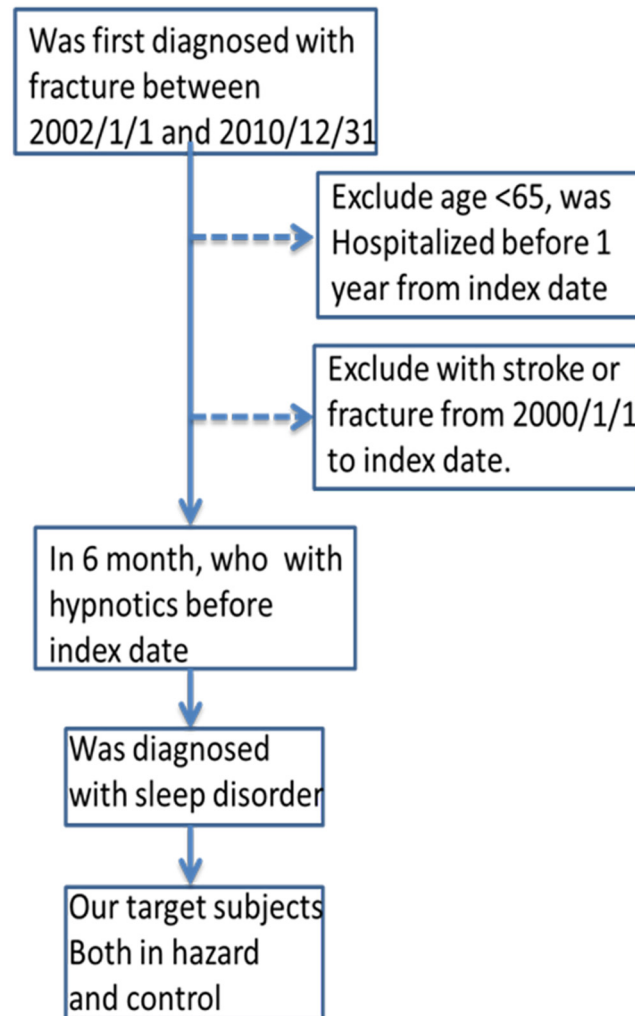 Was first diagnosed with
fracture between
2002/1/1 and 2010/12/31
Exclude age <65, was
Hospitalized before 1
year from index date
Exclude with stroke or
fracture from 2000/1/1
to index date.
In 6 month, who with
hypnotics before
index date
Was diagnosed
with sleep disorder
Our target subjects
Both in hazard
and control